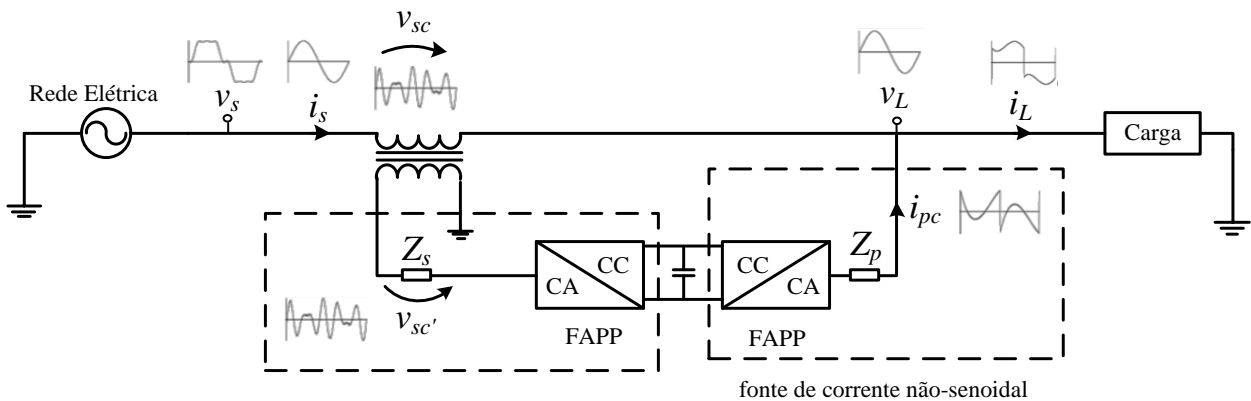 v_sc
Rede Elétrica
v_s
i_s
v_L
i_L
Carga
Z_s
v_sc'
CC
CA
FAPP
CC
CA
FAPP
Z_p
i_pc
fonte de corrente não-senoidal